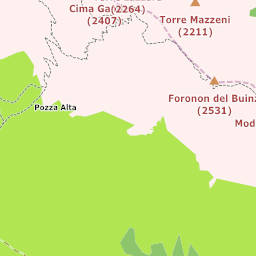 Cima Ga
(2264)
(2407)
Torre Mazzeni
(2211)
Foronon del Buinz
(2531)
Mod
Pozza Alta